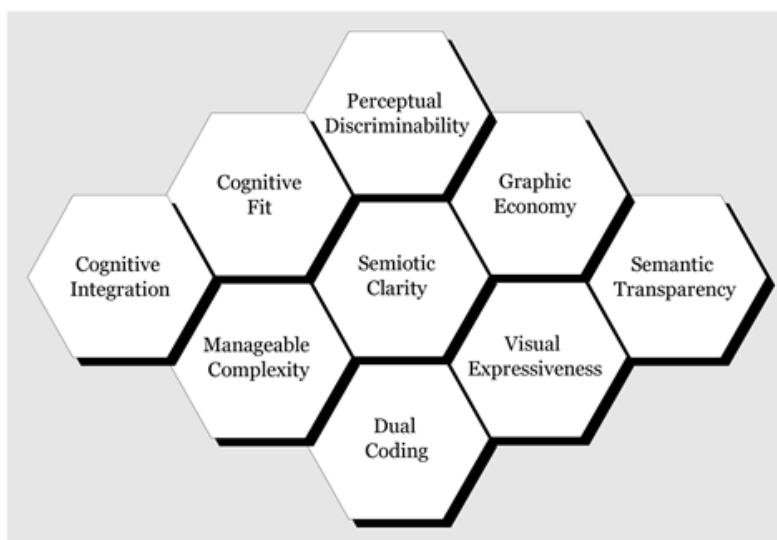 Perceptual
Discriminability
Cognitive
Fit
Graphic
Economy
Cognitive
Integration
Semiotic
Clarity
Semantic
Transparency
Manageable
Complexity
Visual
Expressiveness
Dual
Coding